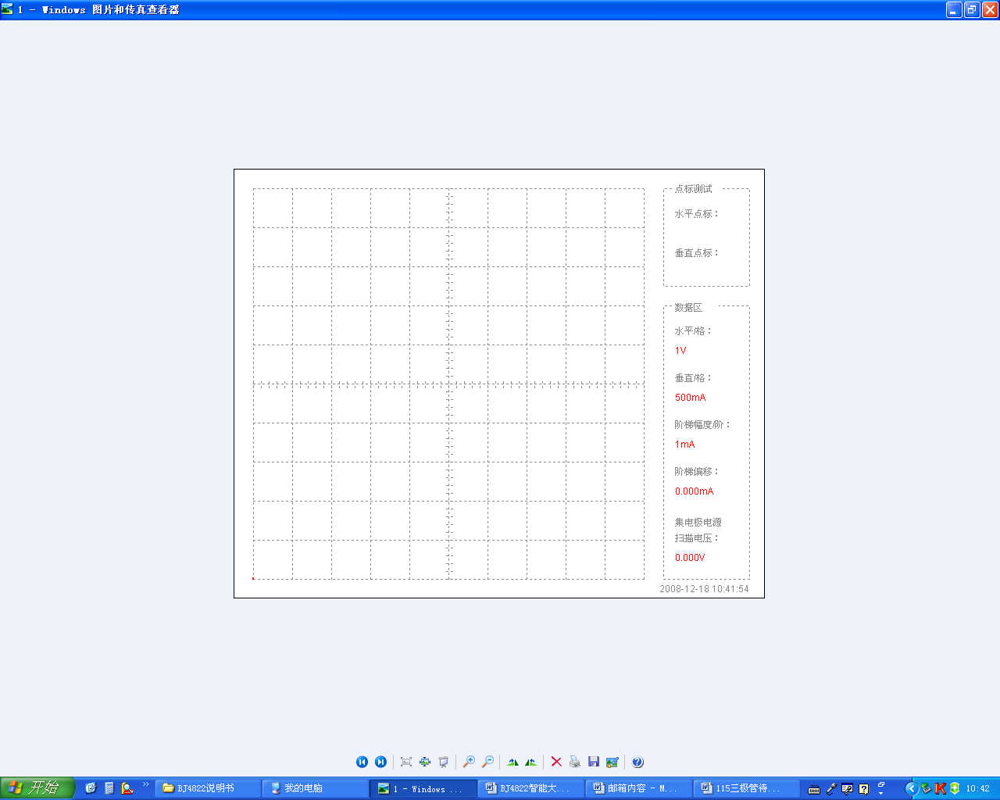 1 - Windows 图片和传真查看器
点标测试
水平点标：
垂直点标：
数据区
水平/格：
1V
垂直/格：
500mA
阶梯幅度/阶：
1mA
阶梯偏移：
0.000mA
集电极电源
扫描电压：
0.000V
2008-12-18 10:41:54
开始
BJ4822说明书
我的电脑
1 - Windows ...
BJ4822智能大...
邮箱内容 - M...
115三极管待...
10:42